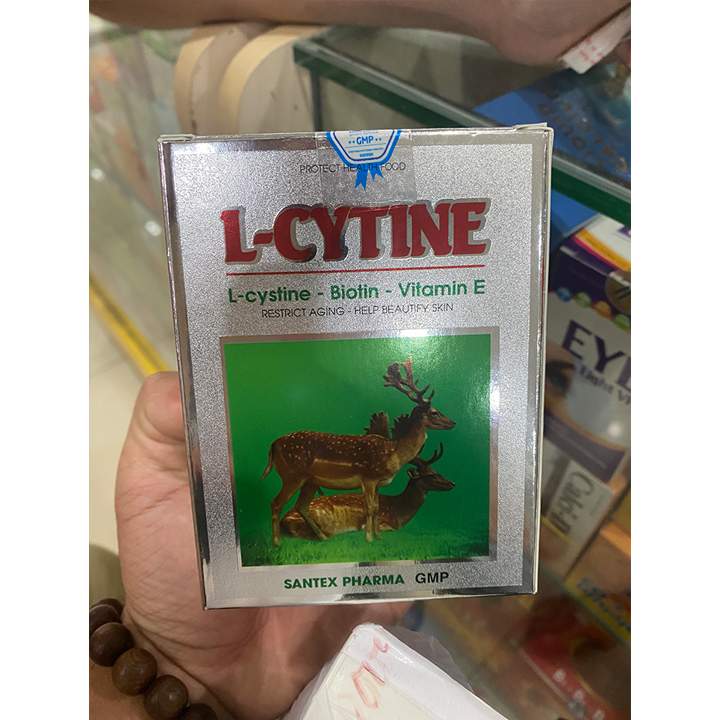 GMP
PROTECT HEALTH FOOD
L-CYTINE
L-cystine - Biotin - Vitamin E
RESTRICT AGING - HELP BEAUTIFY SKIN
SANTEX PHARMA GMP